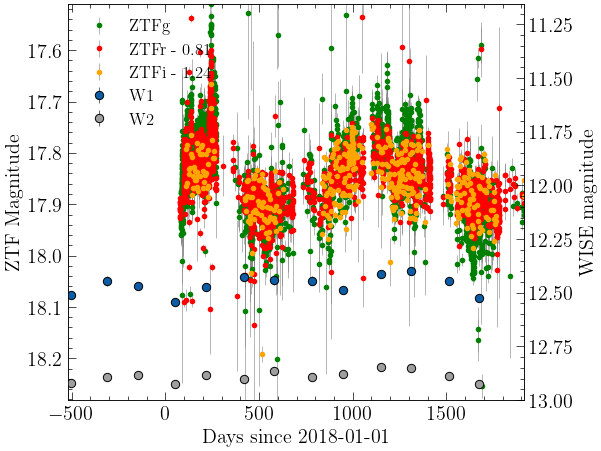 ZTFg
ZTFr - 0.81
ZTFi - 1.24
W1
W2
17.6
17.7
17.8
17.9
18.0
18.1
18.2
ZTF Magnitude
11.25
11.50
11.75
12.00
12.25
12.50
12.75
13.00
WISE magnitude
−500
0
500
1000
1500
Days since 2018-01-01